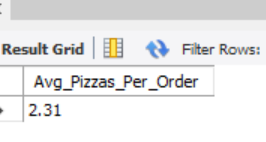 Result Grid Filter Rows:
Avg_Pizzas_Per_Order
2.31